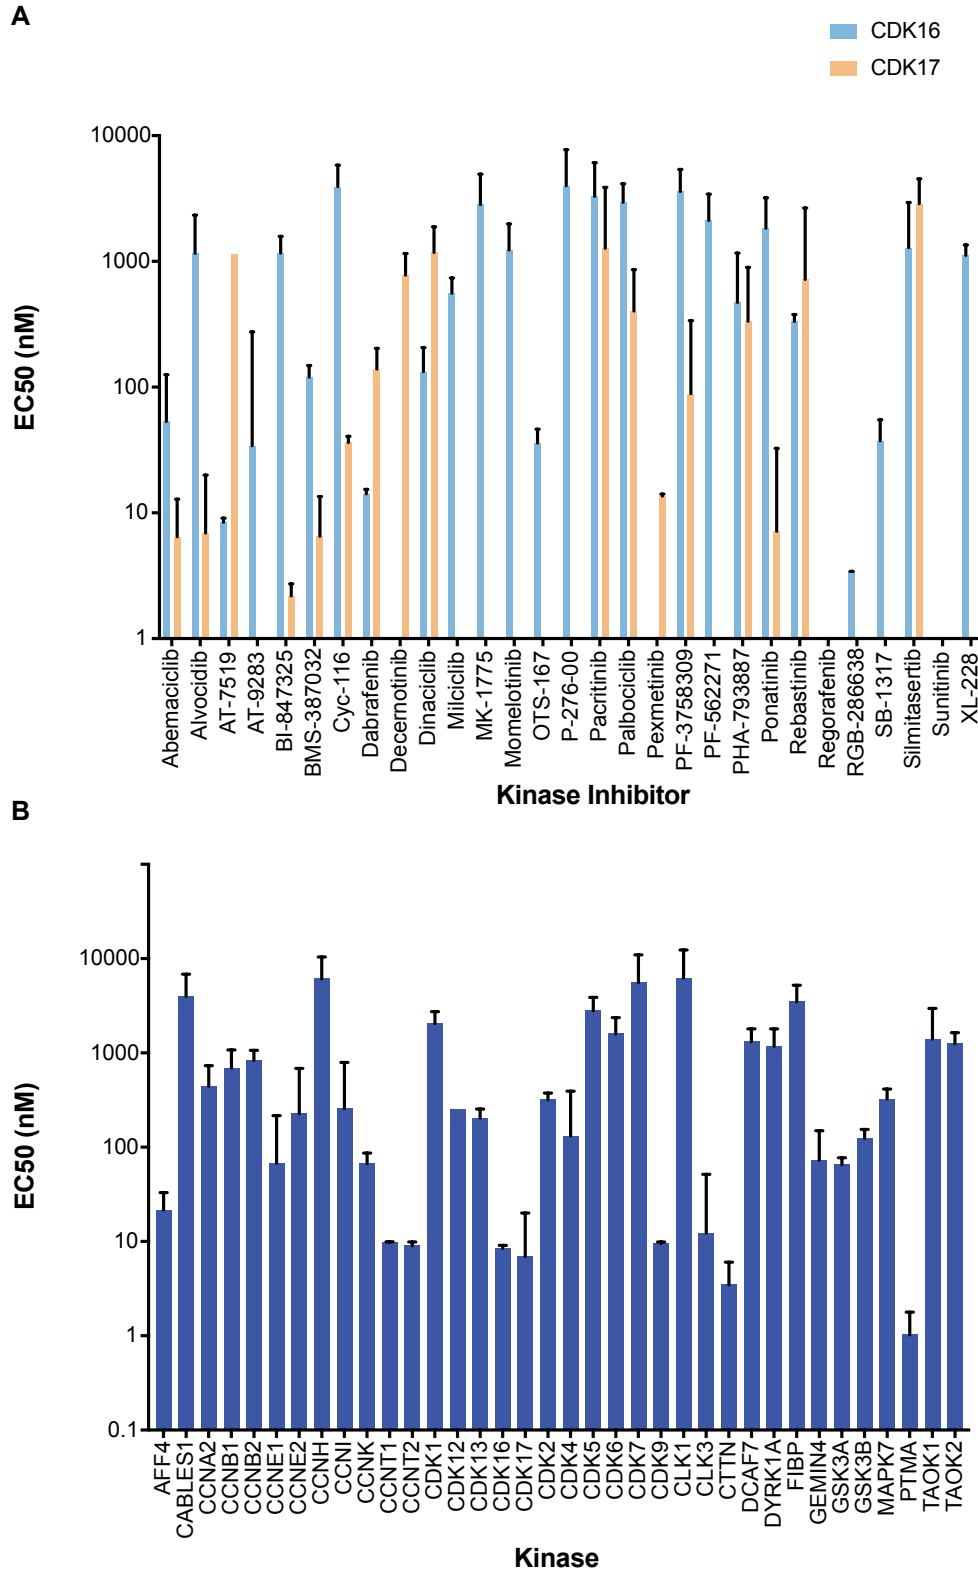 A
CDK16
CDK17
10000
1000
100
10
1
EC50 (nM)
Abemaciclib
Alvocidib
AT-7519
AT-9283
BI-847325
BMS-387032
Cyc-116
Dabrafenib
Decernotinib
Dinaciclib
Milciclib
MK-1775
Momelotinib
OTS-167
P-276-00
Pacritinib
Palbociclib
Pexmetinib
PF-3758309
PF-562271
PHA-793887
Ponatinib
Rebastinib
Regorafenib
RGB-286638
SB-1317
Silmitasertib
Sunitinib
XL-228
Kinase Inhibitor
B
10000
1000
100
10
1
0.1
EC50 (nM)
AFF4
CABLES1
CCNA2
CCNB1
CCNB2
CCNE1
CCNE2
CCNH
CCNI
CCNK
CCNT1
CCNT2
CDK1
CDK12
CDK13
CDK16
CDK17
CDK2
CDK4
CDK5
CDK6
CDK7
CDK9
CLK1
CLK3
CTTN
DCAF7
DYRK1A
FIBP
GEMIN4
GSK3A
GSK3B
MAPK7
PTMA
TAOK1
TAOK2
Kinase